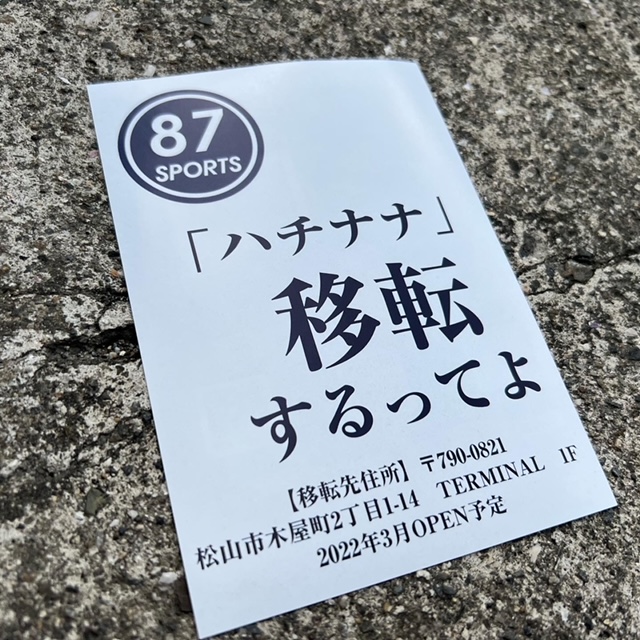 87
SPORTS
「ハチナナ」
移転
するってよ
【移転先住所】〒790-0821
松山市木屋町2丁目1-14 TERMINAL 1F
2022年3月OPEN予定